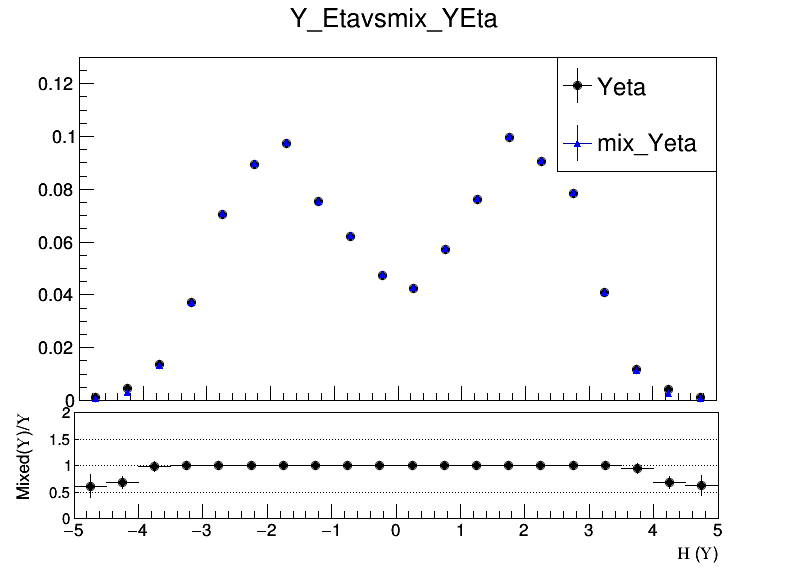 Y_Etavsmix_YEta
Yeta
mix_Yeta
0.12
0.1
0.08
0.06
0.04
0.02
0
Mixed(Y)/Y
2
1.5
1
0.5
0
−5 −4 −3 −2 −1 0 1 2 3 4 5
H (Y)